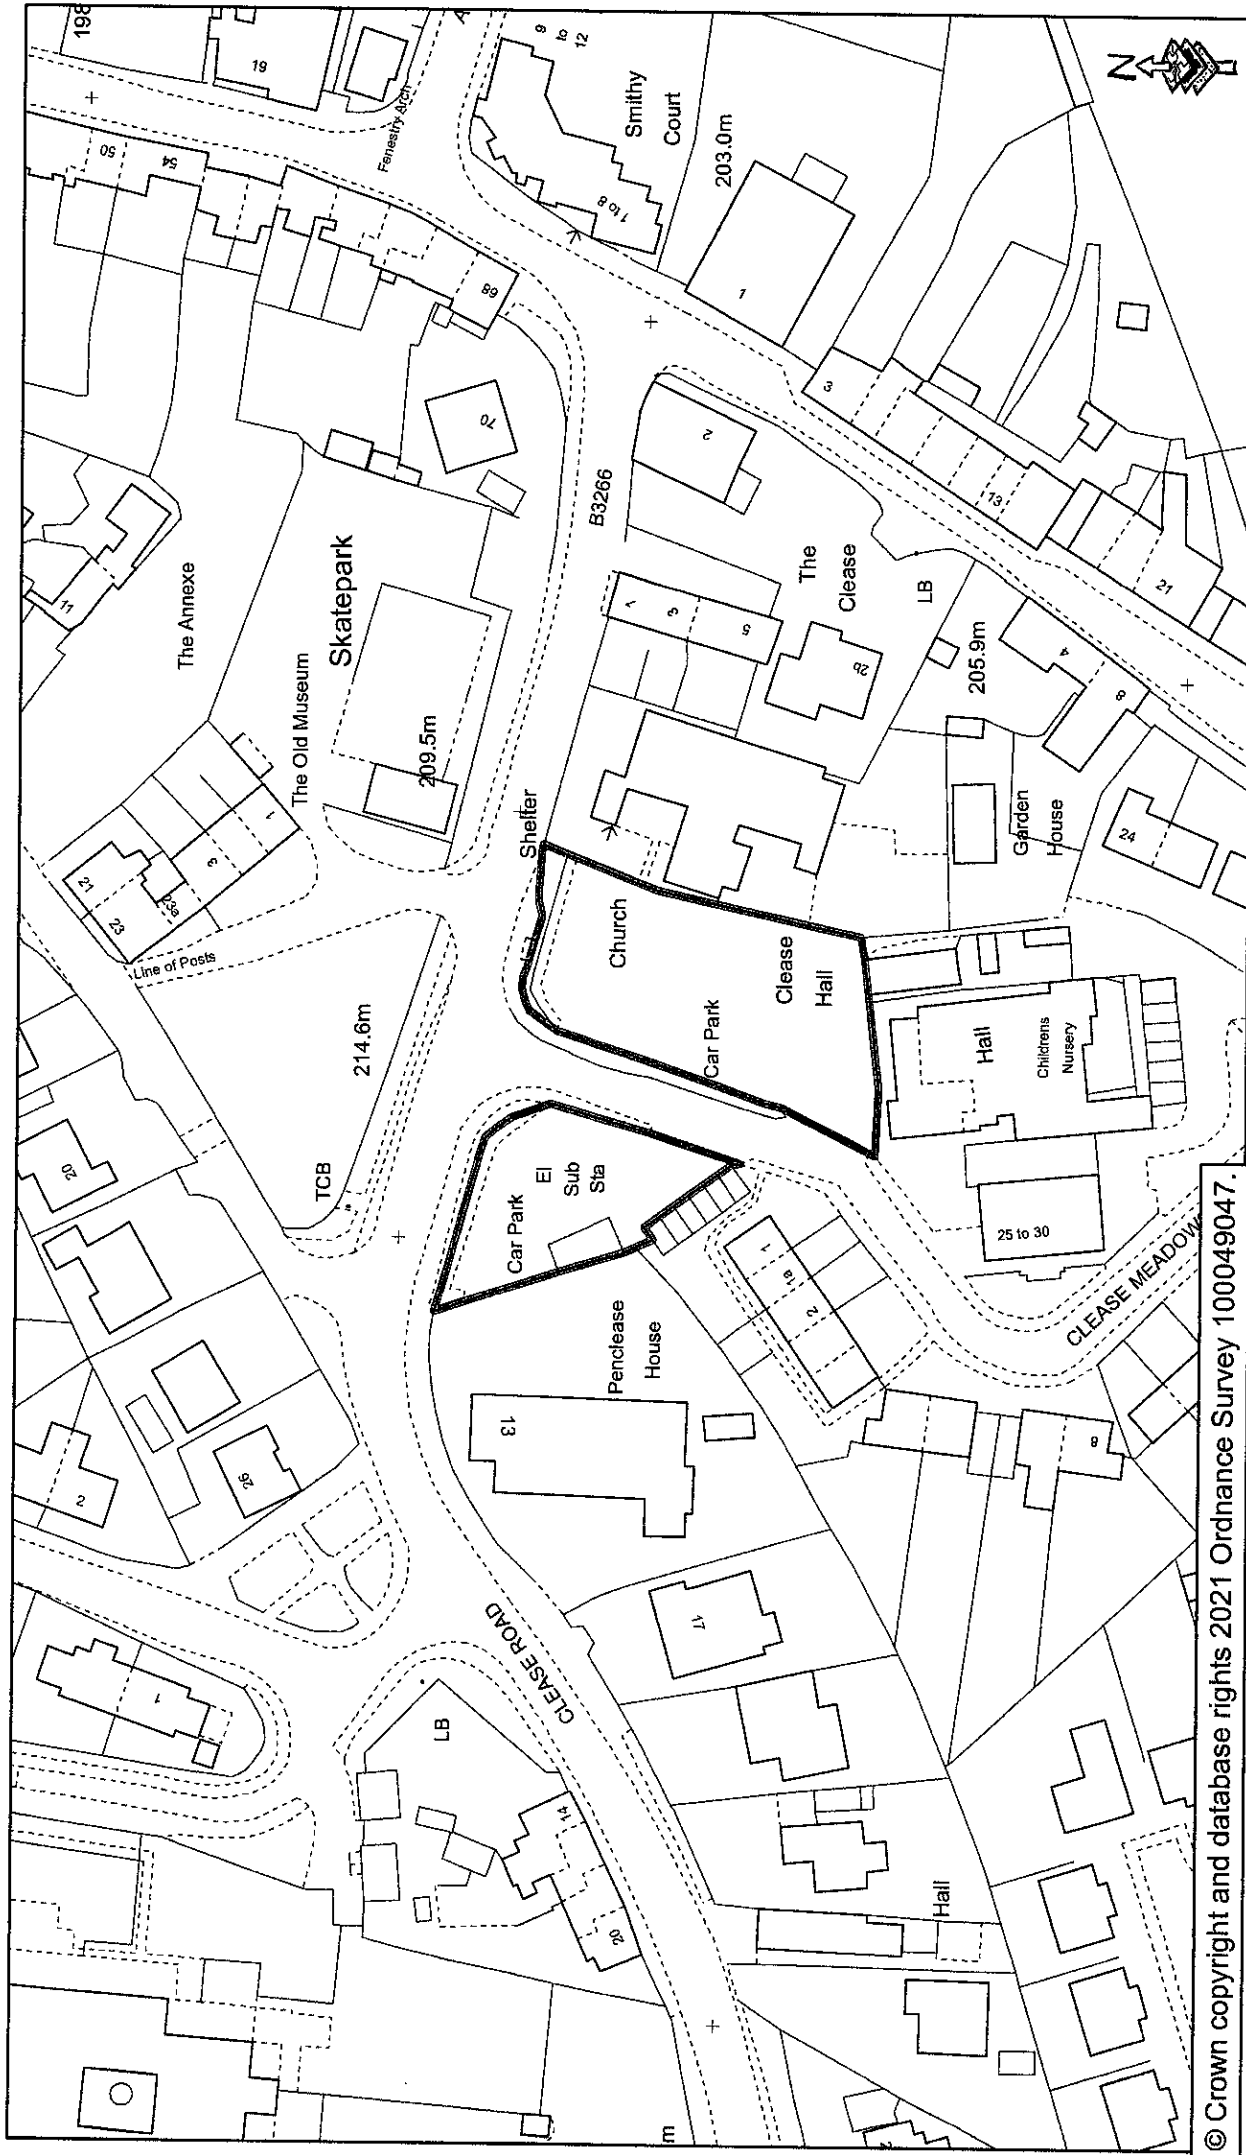 198
19
50
54
Fenestry Arch
A
9
to
12
Smithy
Court
1 to 8
203.0m
N
68
70
1
3
B3266
2
13
21
The
Clease
LB
7
6
5
2b
205.9m
4
8
11
The Annexe
Skatepark
The Old Museum
209.5m
Shelter
1
3
21
23
23a
Line of Posts
Garden
House
24
Church
Clease
Hall
Car Park
214.6m
Hall
Childrens
Nursery
TCB
20
Car Park
El
Sub
Sta
25 to 30
CLEASE MEADOW
1
1a
2
Penclease
House
13
8
26
2
CLEASE ROAD
17
1
LB
14
20
Hall
m
© Crown copyright and database rights 2021 Ordnance Survey 100049047.